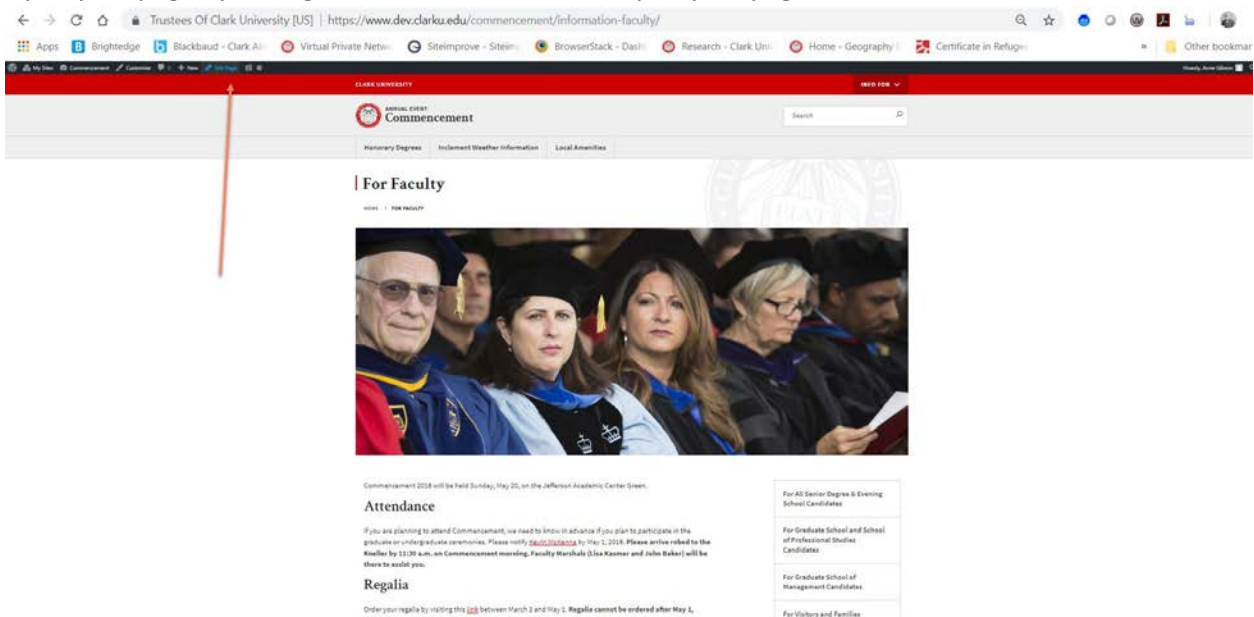 Trustees Of Clark University [US] | https://www.dev.clarku.edu/commencement/information-faculty/
Apps Brightedge Blackbaud - Clark Al Virtual Private Netwo Siteimprove - Siteim BrowserStack - Dash Research - Clark Uni Home - Geography Certificate in Refuge » Other bookmar
My Sites Commencement Customize + New Edit Page
CLARK UNIVERSITY INFO FOR
ANNUAL EVENT
Commencement
Search
Honorary Degrees Inclement Weather Information Local Amenities
For Faculty
HOME FOR FACULTY
Commencement 2018 will be held Sunday, May 20, on the Jefferson Academic Center Green.
Attendance
If you are planning to attend Commencement, we need to know in advance if you plan to participate in the
graduate or undergraduate ceremonies. Please notify Kevin McKenna by May 1, 2018. Please arrive robed to the
Kneller by 11:30 a.m. on Commencement morning. Faculty Marshals (Lisa Kasmer and John Baker) will be
there to assist you.
Regalia
Order your regalia by visiting this link between March 3 and May 1. Regalia cannot be ordered after May 1,
For All Senior Degree & Evening
School Candidates
For Graduate School and School
of Professional Studies
Candidates
For Graduate School of
Management Candidates
For Visitors and Families